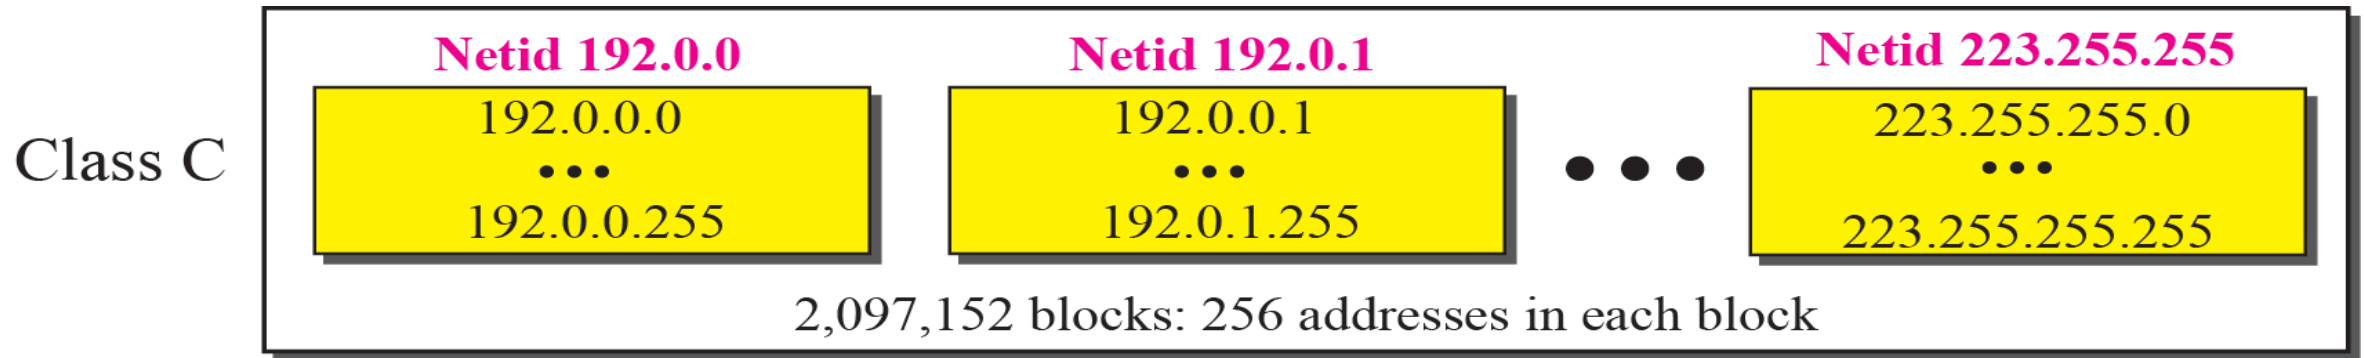 Class C
Netid 192.0.0
192.0.0.0
...
192.0.0.255
Netid 192.0.1
192.0.0.1
...
192.0.1.255
...
Netid 223.255.255
223.255.255.0
...
223.255.255.255
2,097,152 blocks: 256 addresses in each block